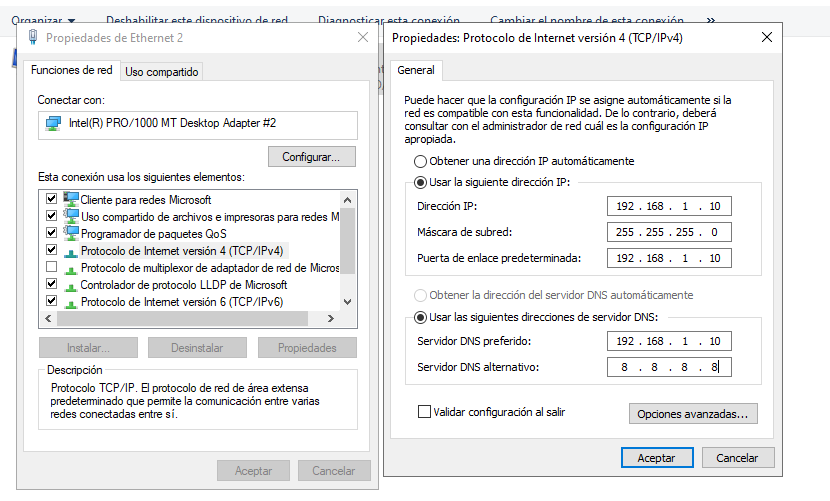 Organizar Deshabilitar este dispositivo de red Diagnosticar esta conexión Cambiar el nombre de esta conexión »
Propiedades de Ethernet 2
Funciones de red Uso compartido
Conectar con:
Intel(R) PRO/1000 MT Desktop Adapter #2
Configurar...
Esta conexión usa los siguientes elementos:
Cliente para redes Microsoft
Uso compartido de archivos e impresoras para redes M
Programador de paquetes QoS
Protocolo de Internet versión 4 (TCP/IPv4)
Protocolo de multiplexor de adaptador de red de Micros
Controlador de protocolo LLDP de Microsoft
Protocolo de Internet versión 6 (TCP/IPv6)
Instalar... Desinstalar Propiedades
Descripción
Protocolo TCP/IP. El protocolo de red de área extensa
predeterminado que permite la comunicación entre varias
redes conectadas entre sí.
Aceptar Cancelar
Propiedades: Protocolo de Internet versión 4 (TCP/IPv4)
General
Puede hacer que la configuración IP se asigne automáticamente si la
red es compatible con esta funcionalidad. De lo contrario, deberá
consultar con el administrador de red cuál es la configuración IP
apropiada.
Obtener una dirección IP automáticamente
Usar la siguiente dirección IP:
Dirección IP: 192 . 168 . 1 . 10
Máscara de subred: 255 . 255 . 255 . 0
Puerta de enlace predeterminada: 192 . 168 . 1 . 10
Obtener la dirección del servidor DNS automáticamente
Usar las siguientes direcciones de servidor DNS:
Servidor DNS preferido: 192 . 168 . 1 . 10
Servidor DNS alternativo: 8 . 8 . 8 . 8
Validar configuración al salir
Opciones avanzadas...
Aceptar Cancelar